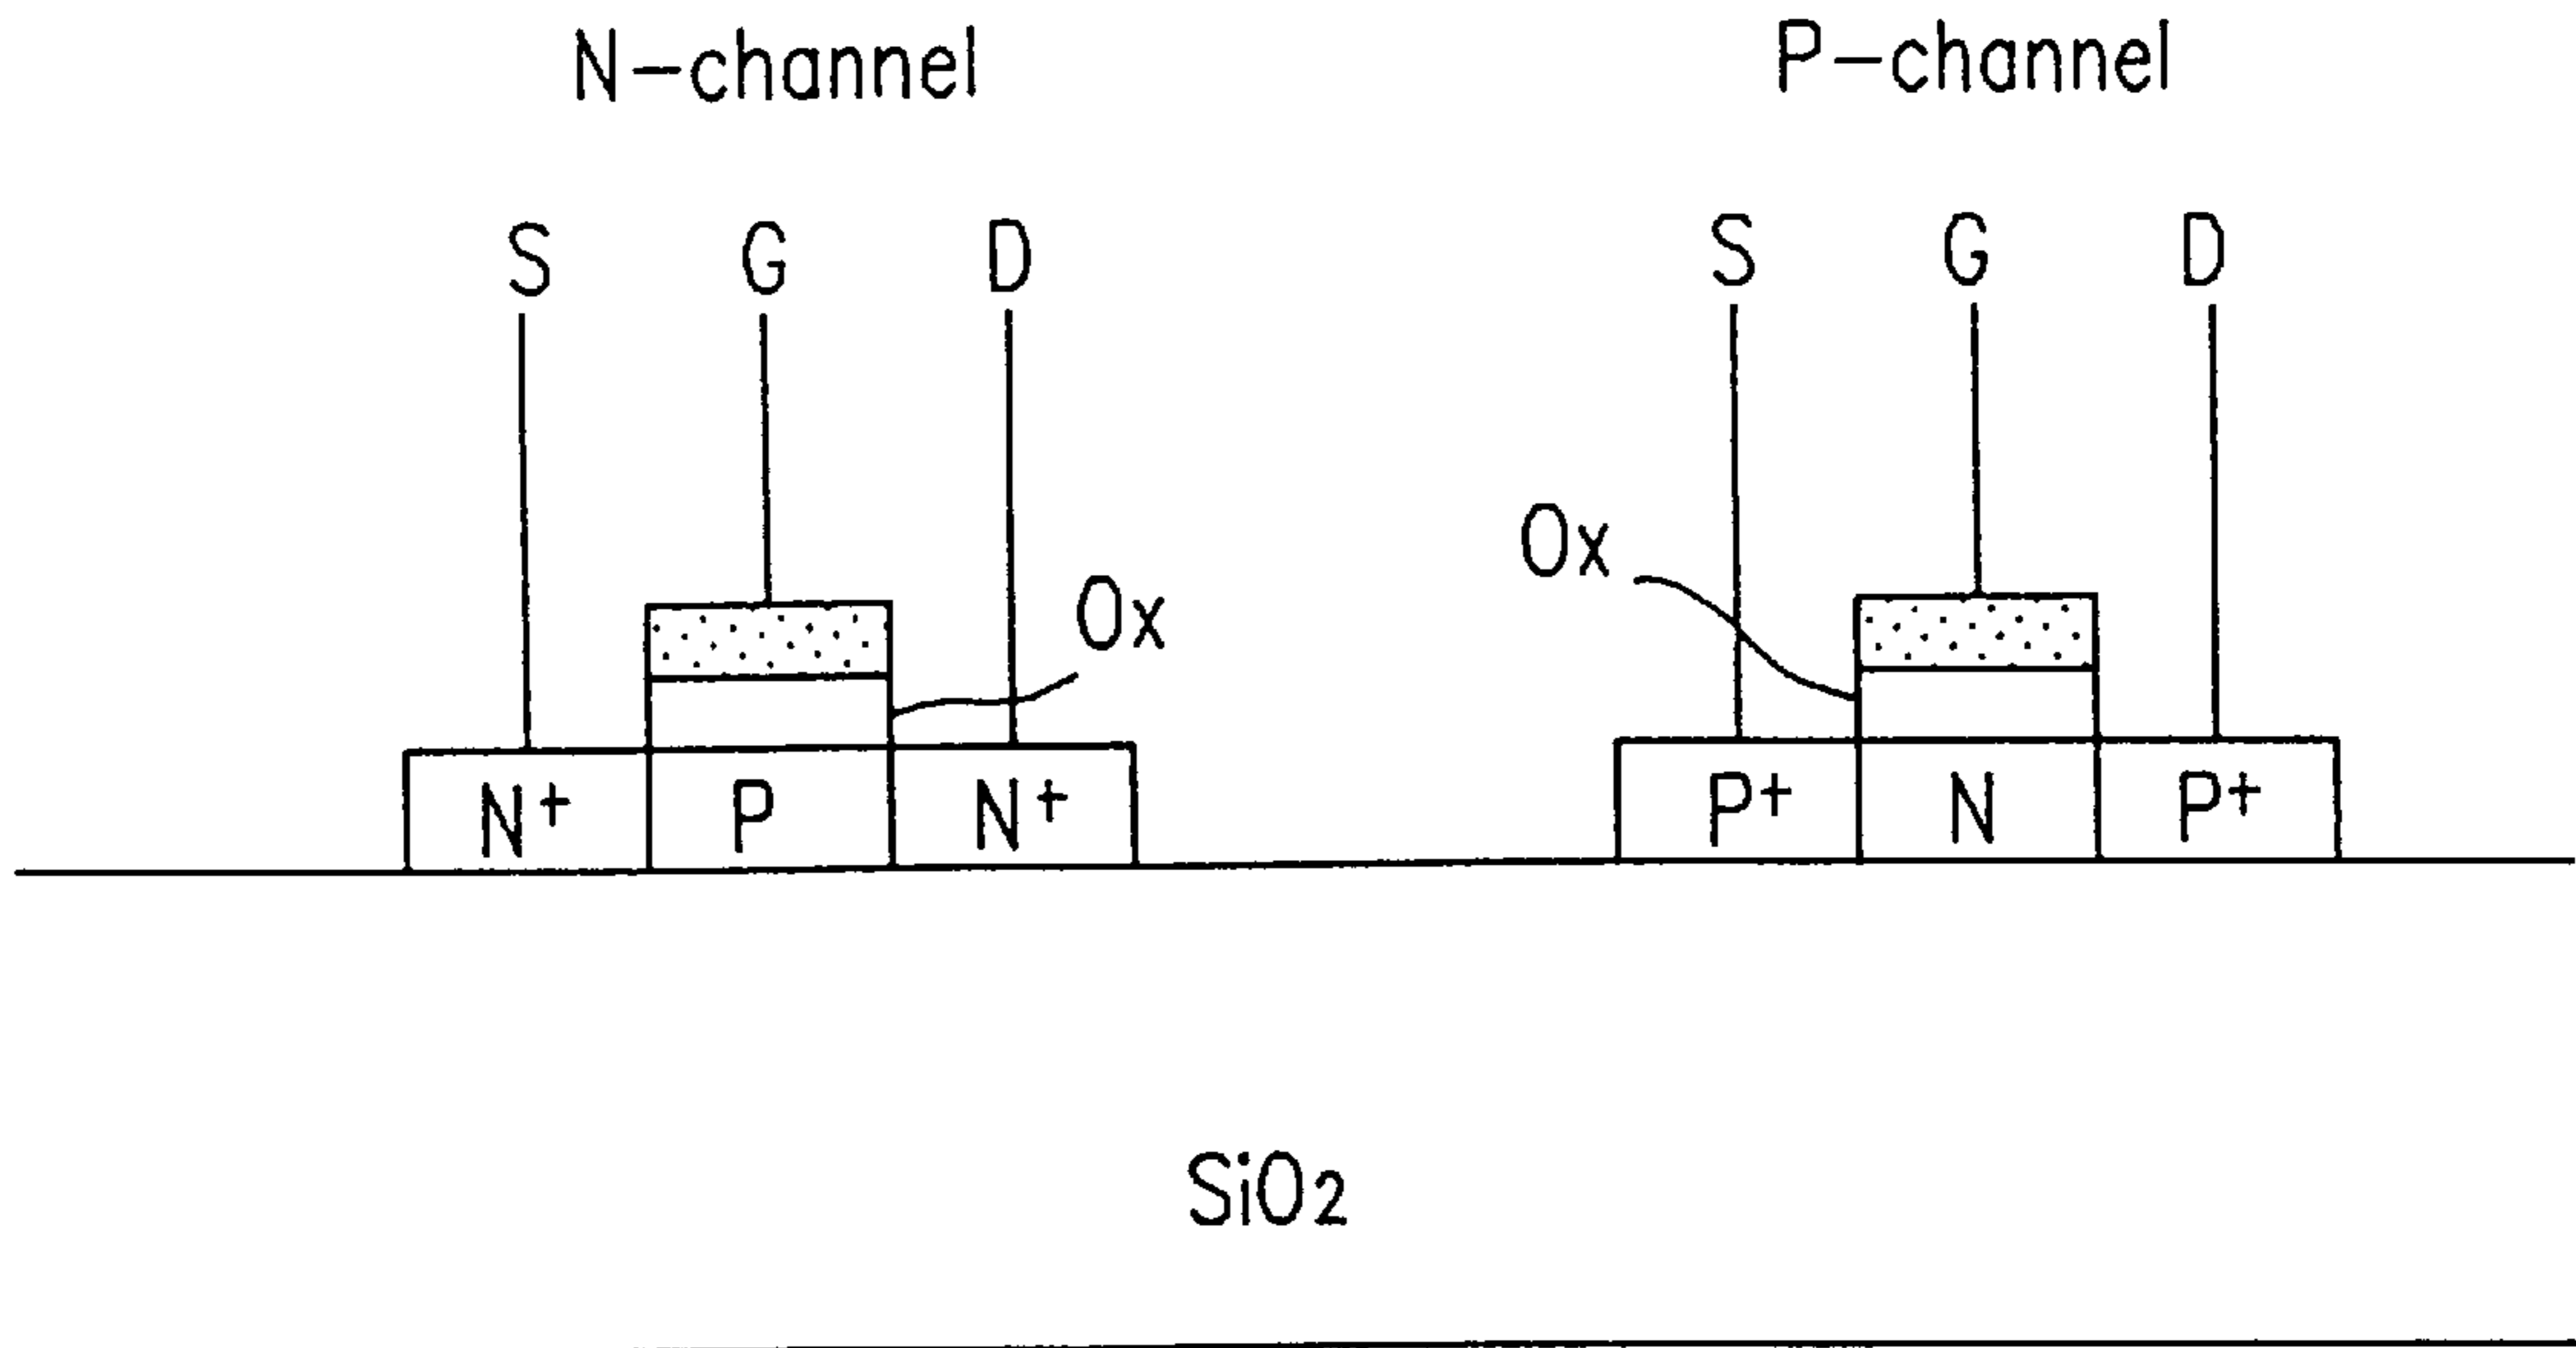 N-channel P-channel
S G D S G D
Ox Ox
N+ P N+ P+ N P+
SiO2